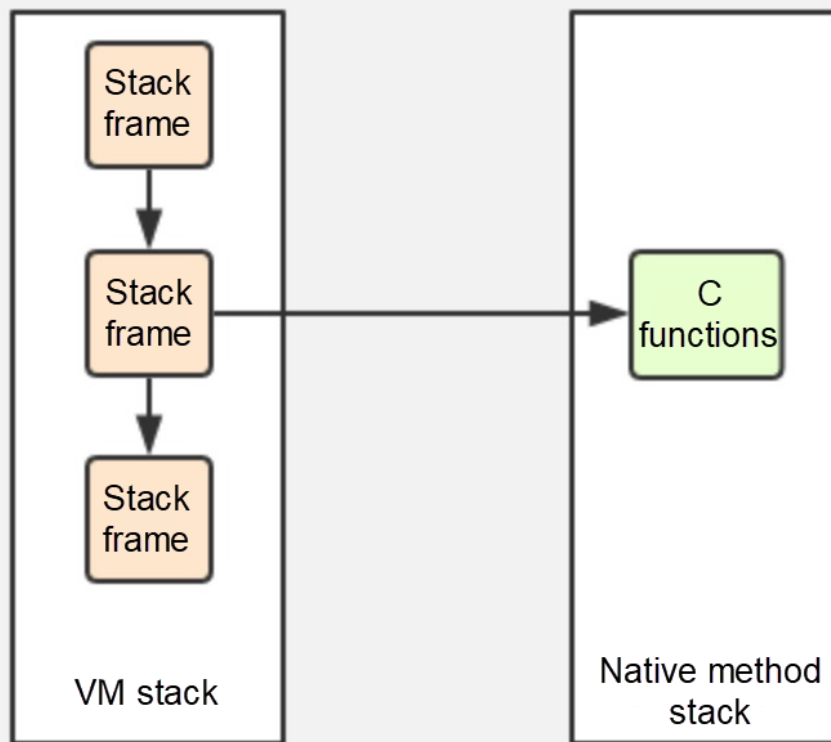 Stack
frame
Stack
frame
C
functions
Stack
frame
VM stack
Native method
stack